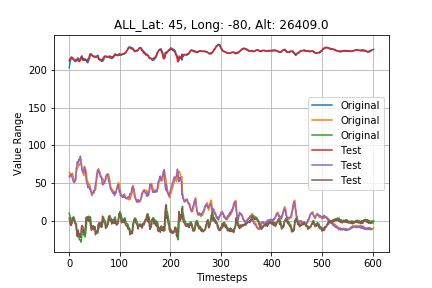 ALL_Lat: 45, Long: -80, Alt: 26409.0
Value Range
200
150
100
50
0
Original
Original
Original
Test
Test
Test
0 100 200 300 400 500 600
Timesteps